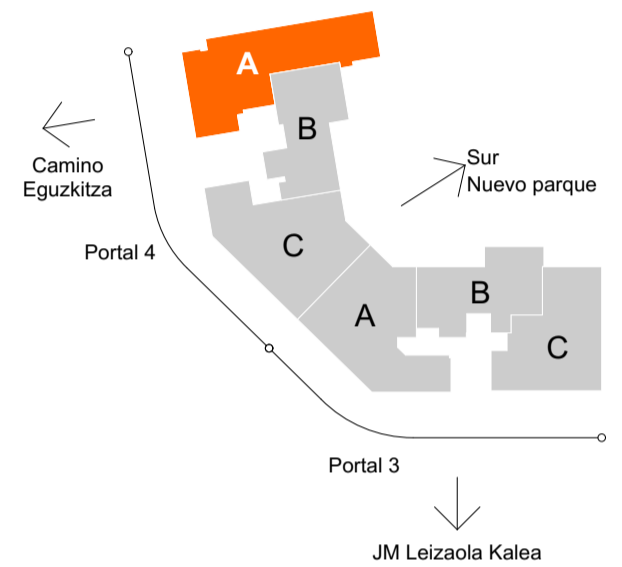 A
B
Camino
Eguzkitza
Sur
Nuevo parque
Portal 4
C
A
B
C
Portal 3
JM Leizaola Kalea